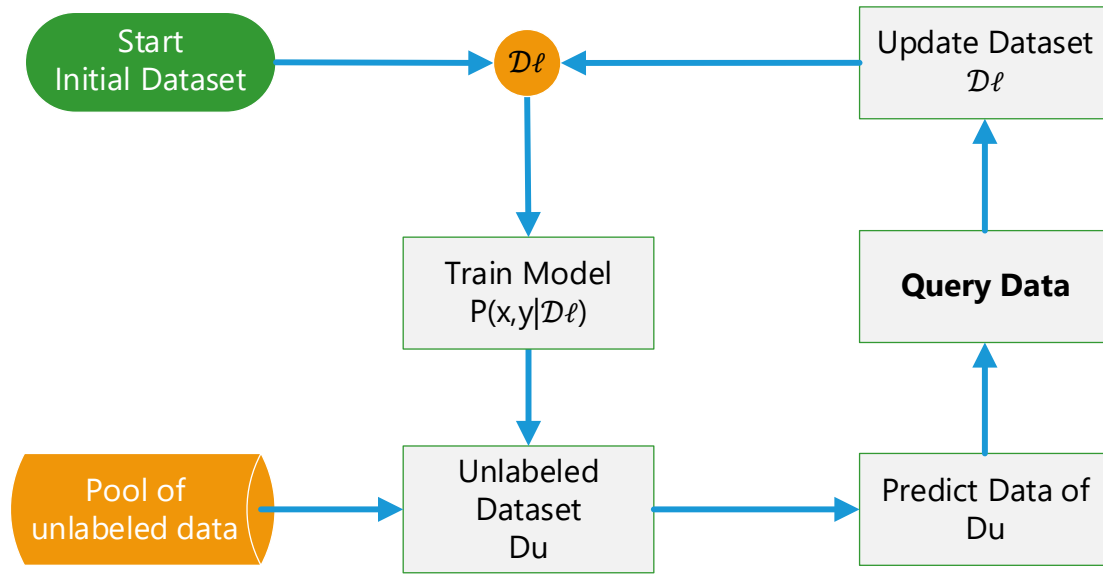 Start
Initial Dataset
𝒟ℓ
Update Dataset
𝒟ℓ
Train Model
P(x,y|𝒟ℓ)
Query Data
Pool of
unlabeled data
Unlabeled
Dataset
Du
Predict Data of
Du